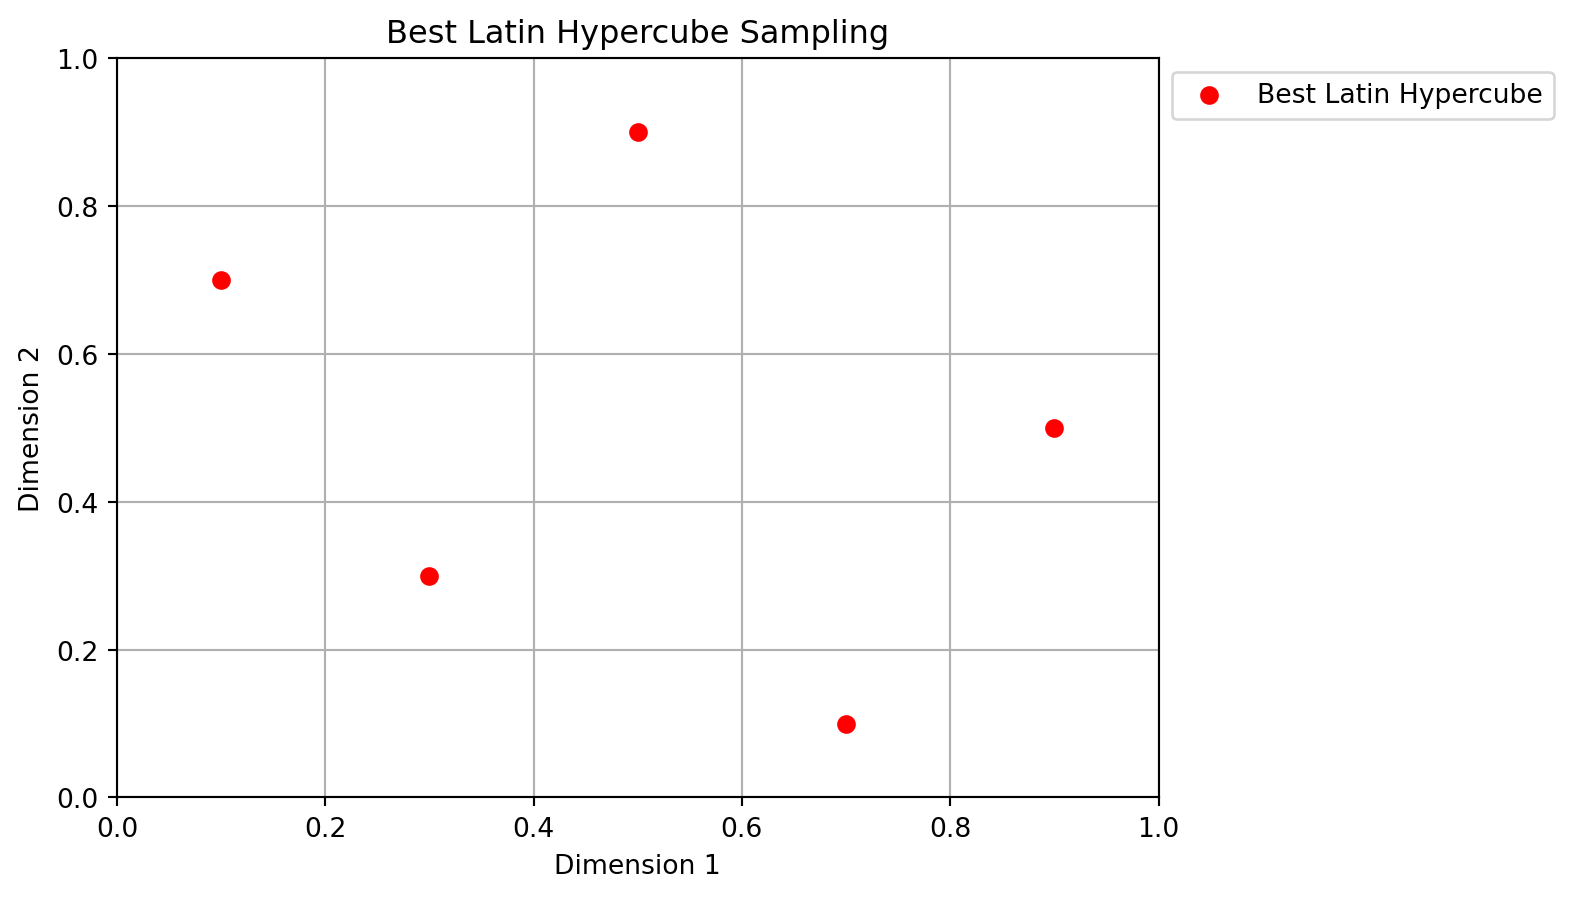 Best Latin Hypercube Sampling
1.0
0.8
0.6
0.4
0.2
0.0
Dimension 2
0.0 0.2 0.4 0.6 0.8 1.0
Dimension 1
Best Latin Hypercube